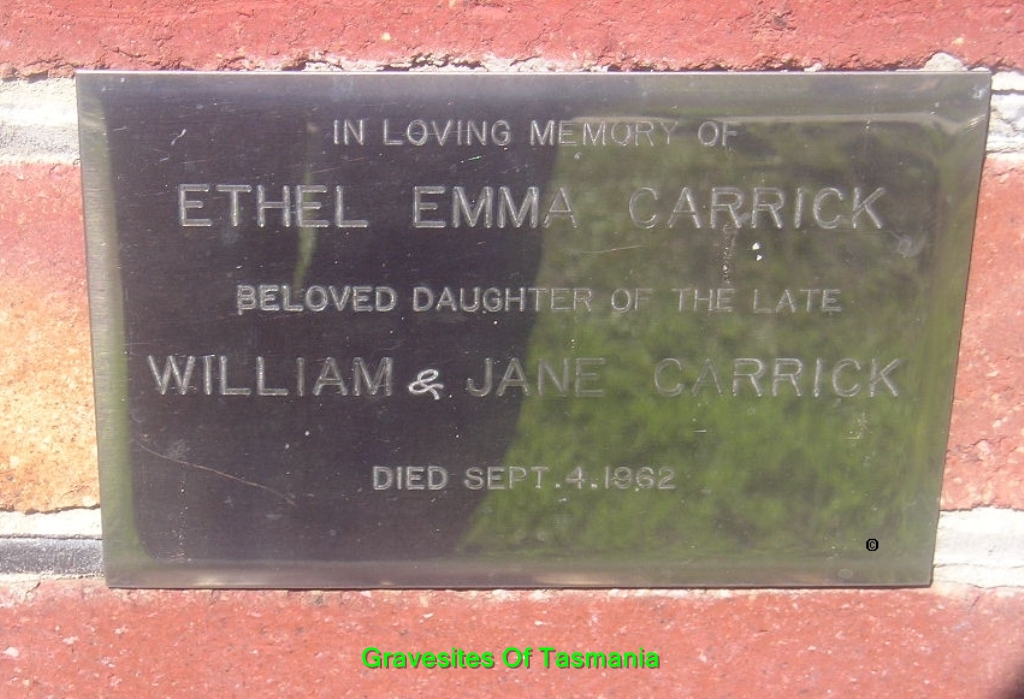 IN LOVING MEMORY OF
ETHEL EMMA CARRICK
BELOVED DAUGHTER OF THE LATE
WILLIAM & JANE CARRICK
DIED SEPT. 4. 1962
©
Gravesites Of Tasmania